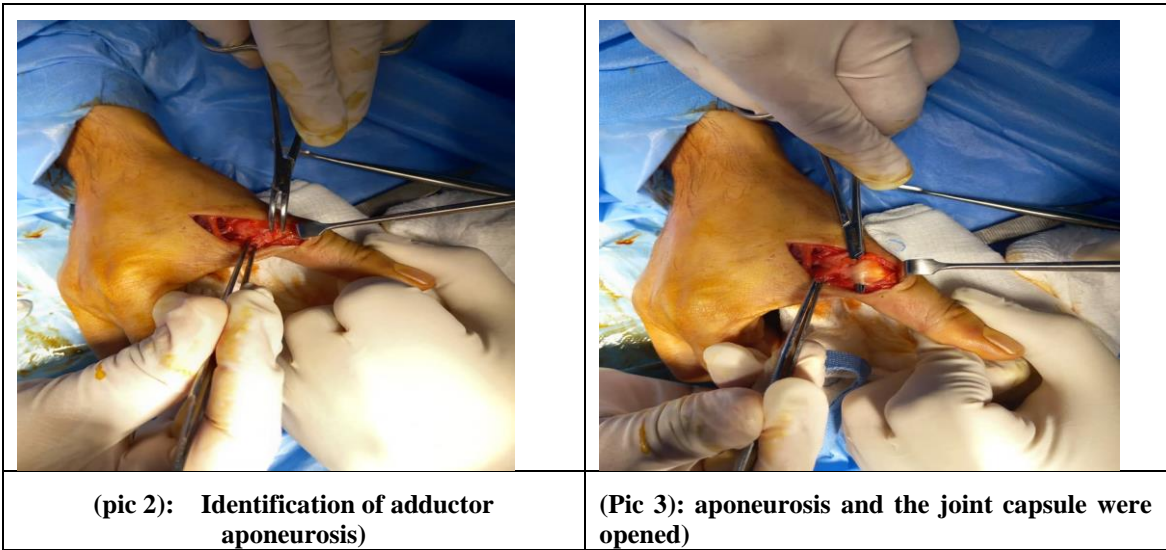 (pic 2): Identification of adductor
aponeurosis)
(Pic 3): aponeurosis and the joint capsule were
opened)